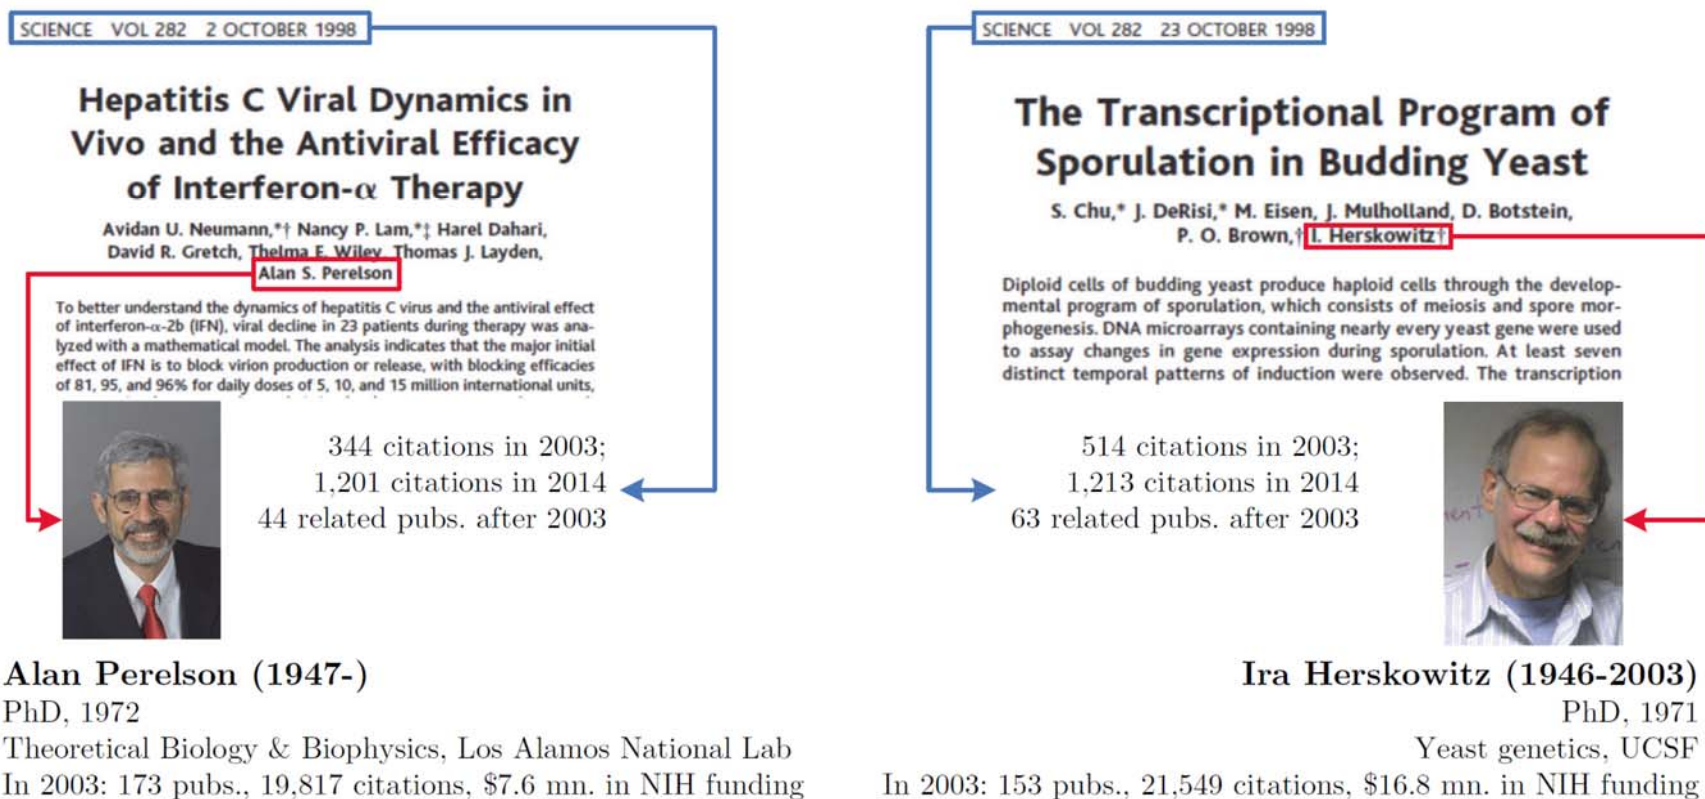 SCIENCE VOL 282 2 OCTOBER 1998
Hepatitis C Viral Dynamics in
Vivo and the Antiviral Efficacy
of Interferon-α Therapy
Avidan U. Neumann,*† Nancy P. Lam,*‡ Harel Dahari,
David R. Gretch, Thelma E. Wiley, Thomas J. Layden,
Alan S. Perelson
To better understand the dynamics of hepatitis C virus and the antiviral effect
of interferon-α-2b (IFN), viral decline in 23 patients during therapy was ana-
lyzed with a mathematical model. The analysis indicates that the major initial
effect of IFN is to block virion production or release, with blocking efficacies
of 81, 95, and 96% for daily doses of 5, 10, and 15 million international units,
344 citations in 2003;
1,201 citations in 2014
44 related pubs. after 2003
Alan Perelson (1947-)
PhD, 1972
Theoretical Biology & Biophysics, Los Alamos National Lab
In 2003: 173 pubs., 19,817 citations, $7.6 mn. in NIH funding
SCIENCE VOL 282 23 OCTOBER 1998
The Transcriptional Program of
Sporulation in Budding Yeast
S. Chu,* J. DeRisi,* M. Eisen, J. Mulholland, D. Botstein,
P. O. Brown,† I. Herskowitz†
Diploid cells of budding yeast produce haploid cells through the develop-
mental program of sporulation, which consists of meiosis and spore mor-
phogenesis. DNA microarrays containing nearly every yeast gene were used
to assay changes in gene expression during sporulation. At least seven
distinct temporal patterns of induction were observed. The transcription
514 citations in 2003;
1,213 citations in 2014
63 related pubs. after 2003
Ira Herskowitz (1946-2003)
PhD, 1971
Yeast genetics, UCSF
In 2003: 153 pubs., 21,549 citations, $16.8 mn. in NIH funding